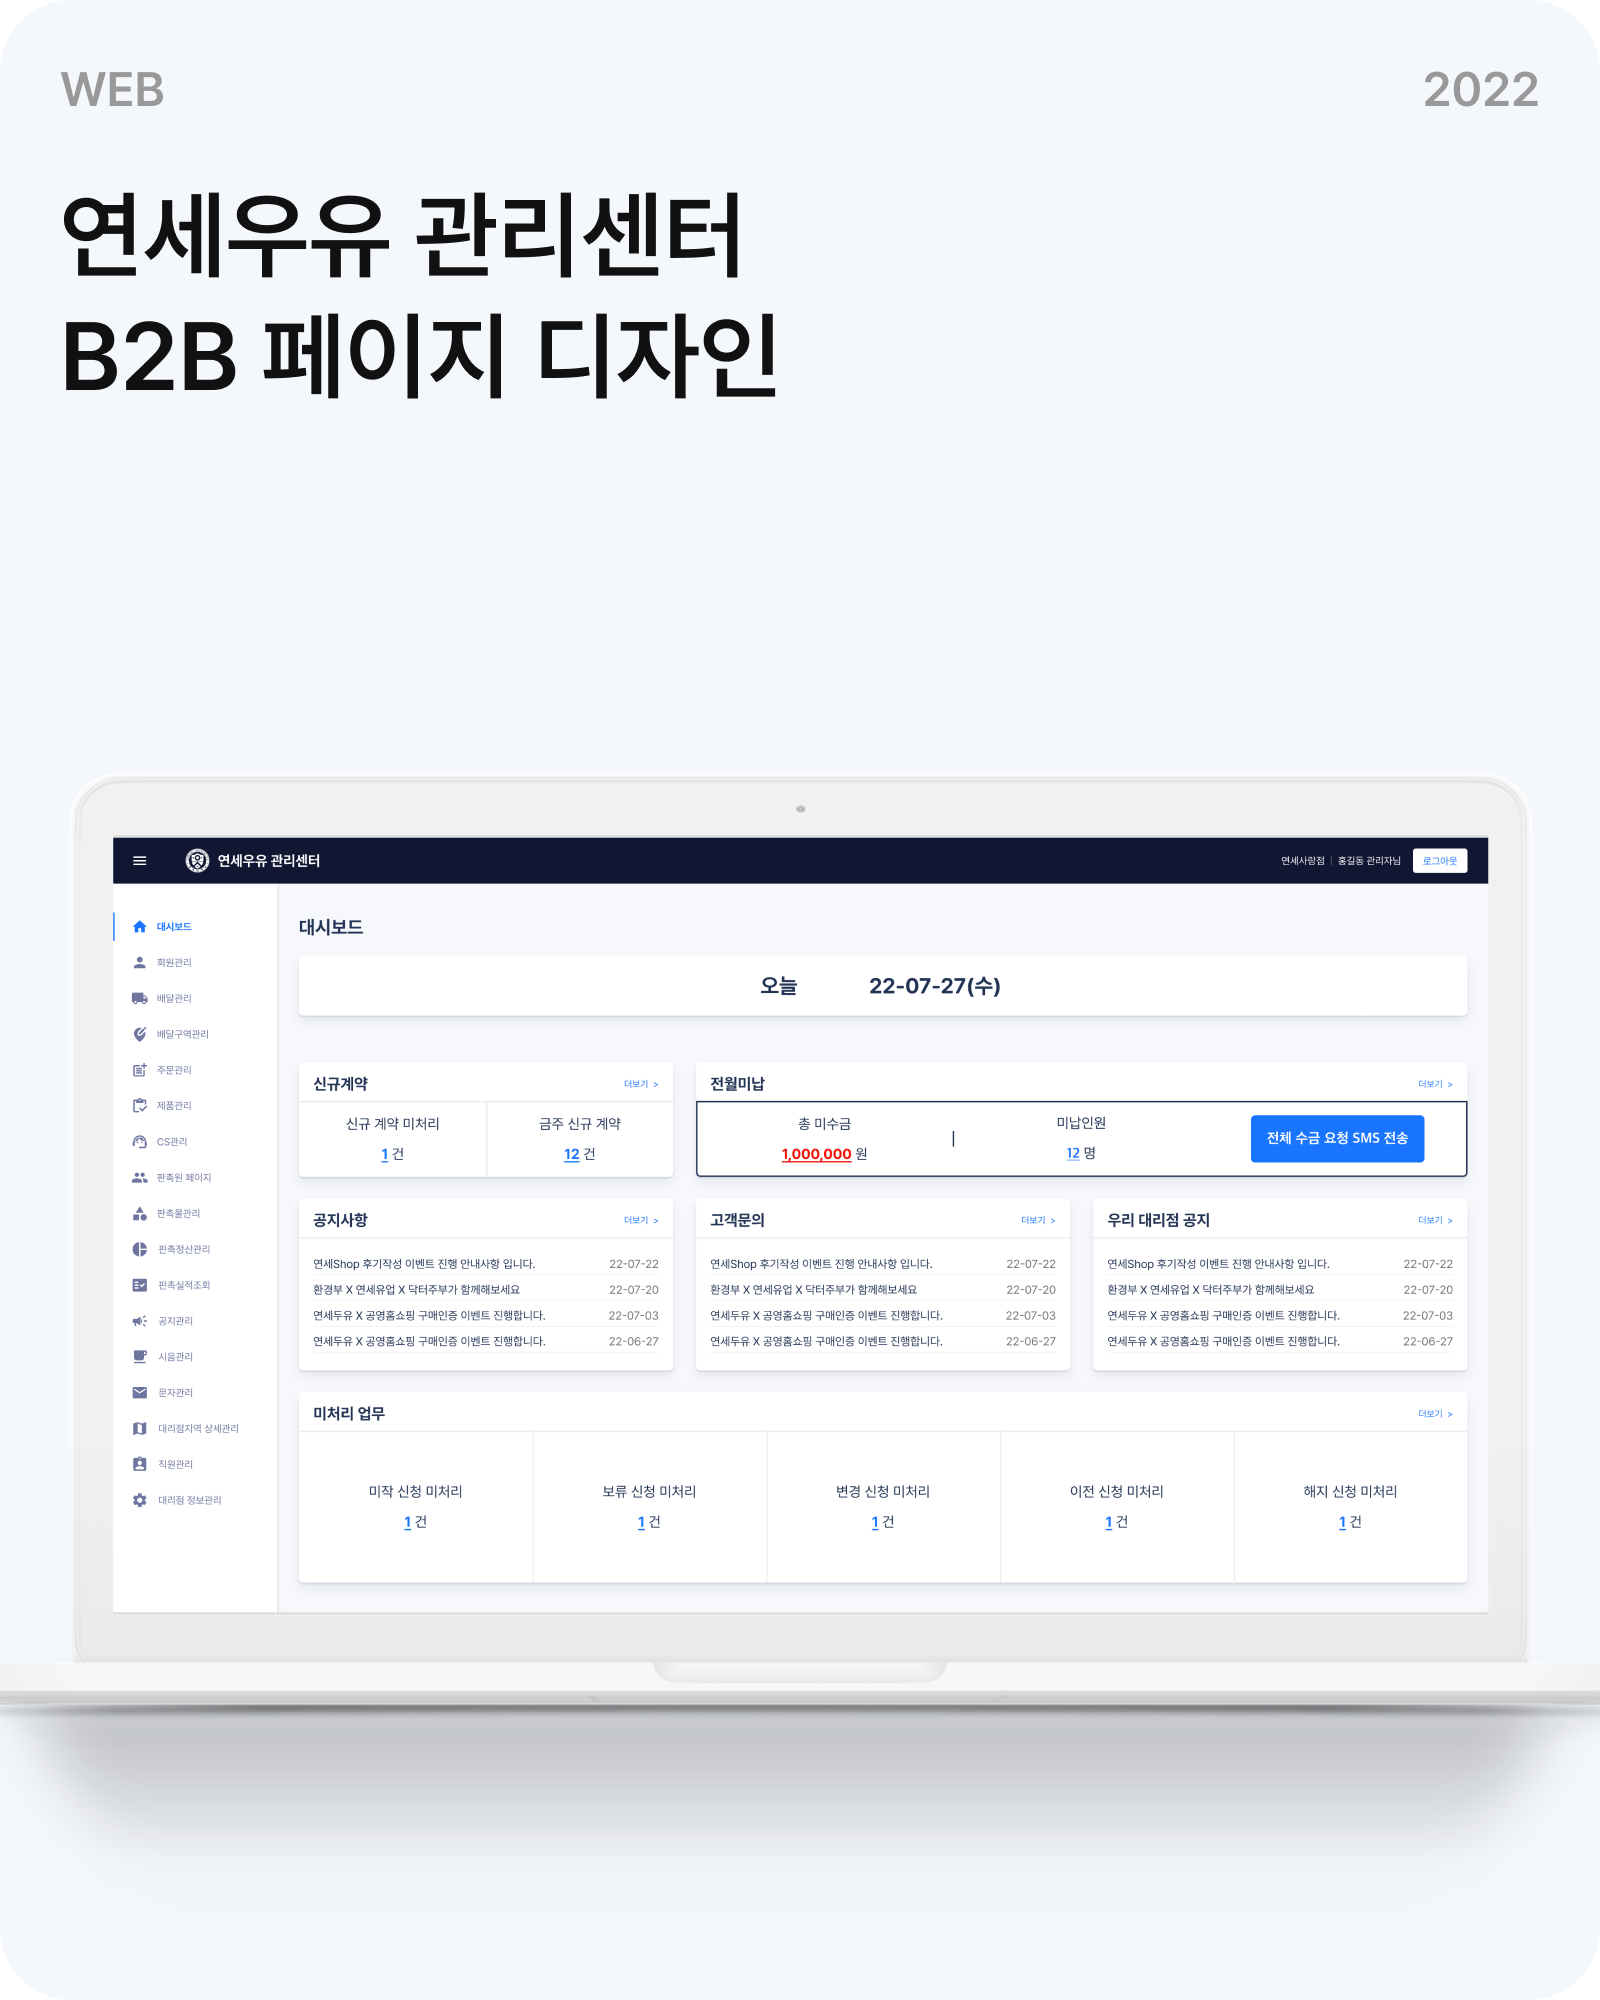 WEB 2022
연세우유 관리센터
B2B 페이지 디자인
연세우유 관리센터 연세사랑점 | 홍길동 관리자님 로그아웃
대시보드
회원관리
배달관리
배달구역관리
주문관리
제품관리
CS관리
판촉원 페이지
판촉물관리
판촉정산관리
판촉실적조회
공지관리
시음관리
문자관리
대리점지역 상세관리
직원관리
대리점 정보관리
대시보드
오늘 22-07-27(수)
신규계약 더보기 >
신규 계약 미처리 금주 신규 계약
1 건 12 건
전월미납 더보기 >
총 미수금 | 미납인원
1,000,000 원 12 명
전체 수금 요청 SMS 전송
공지사항 더보기 >
연세Shop 후기작성 이벤트 진행 안내사항 입니다. 22-07-22
환경부 X 연세유업 X 닥터주부가 함께해보세요 22-07-20
연세두유 X 공영홈쇼핑 구매인증 이벤트 진행합니다. 22-07-03
연세두유 X 공영홈쇼핑 구매인증 이벤트 진행합니다. 22-06-27
고객문의 더보기 >
연세Shop 후기작성 이벤트 진행 안내사항 입니다. 22-07-22
환경부 X 연세유업 X 닥터주부가 함께해보세요 22-07-20
연세두유 X 공영홈쇼핑 구매인증 이벤트 진행합니다. 22-07-03
연세두유 X 공영홈쇼핑 구매인증 이벤트 진행합니다. 22-06-27
우리 대리점 공지 더보기 >
연세Shop 후기작성 이벤트 진행 안내사항 입니다. 22-07-22
환경부 X 연세유업 X 닥터주부가 함께해보세요 22-07-20
연세두유 X 공영홈쇼핑 구매인증 이벤트 진행합니다. 22-07-03
연세두유 X 공영홈쇼핑 구매인증 이벤트 진행합니다. 22-06-27
미처리 업무 더보기 >
미작 신청 미처리 보류 신청 미처리 변경 신청 미처리 이전 신청 미처리 해지 신청 미처리
1 건 1 건 1 건 1 건 1 건